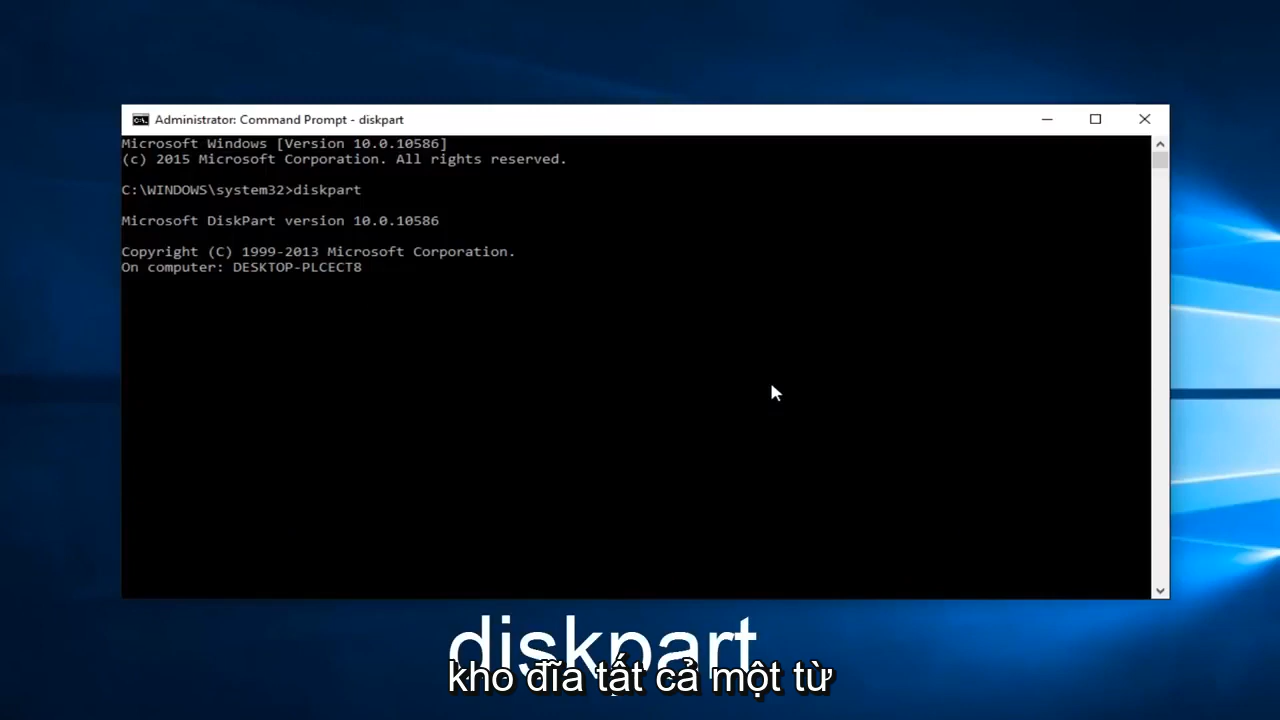 Administrator: Command Prompt - diskpart
Microsoft Windows [Version 10.0.10586]
(c) 2015 Microsoft Corporation. All rights reserved.
C:\WINDOWS\system32>diskpart
Microsoft DiskPart version 10.0.10586
Copyright (C) 1999-2013 Microsoft Corporation.
On computer: DESKTOP-PLCECT8
diskpart
kho đĩa tất cả một từ